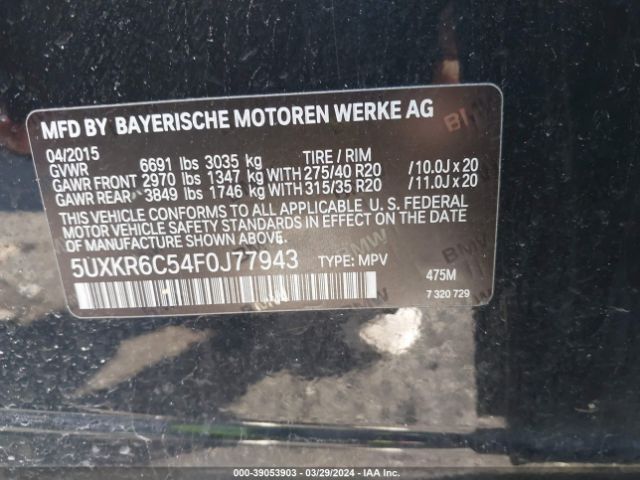 MFD BY BAYERISCHE MOTOREN WERKE AG
04/2015
GVWR 6691 lbs 3035 kg TIRE / RIM
GAWR FRONT 2970 lbs 1347 kg WITH 275/40 R20 /10.0J x 20
GAWR REAR 3849 lbs 1746 kg WITH 315/35 R20 /11.0J x 20
THIS VEHICLE CONFORMS TO ALL APPLICABLE U. S. FEDERAL
MOTOR VEHICLE SAFETY STANDARDS IN EFFECT ON THE DATE
OF MANUFACTURE SHOWN ABOVE.
5UXKR6C54F0J77943 TYPE: MPV 475M
7 320 729
BMW
BMW
BMW
000-39053903 - 03/29/2024 - IAA Inc.